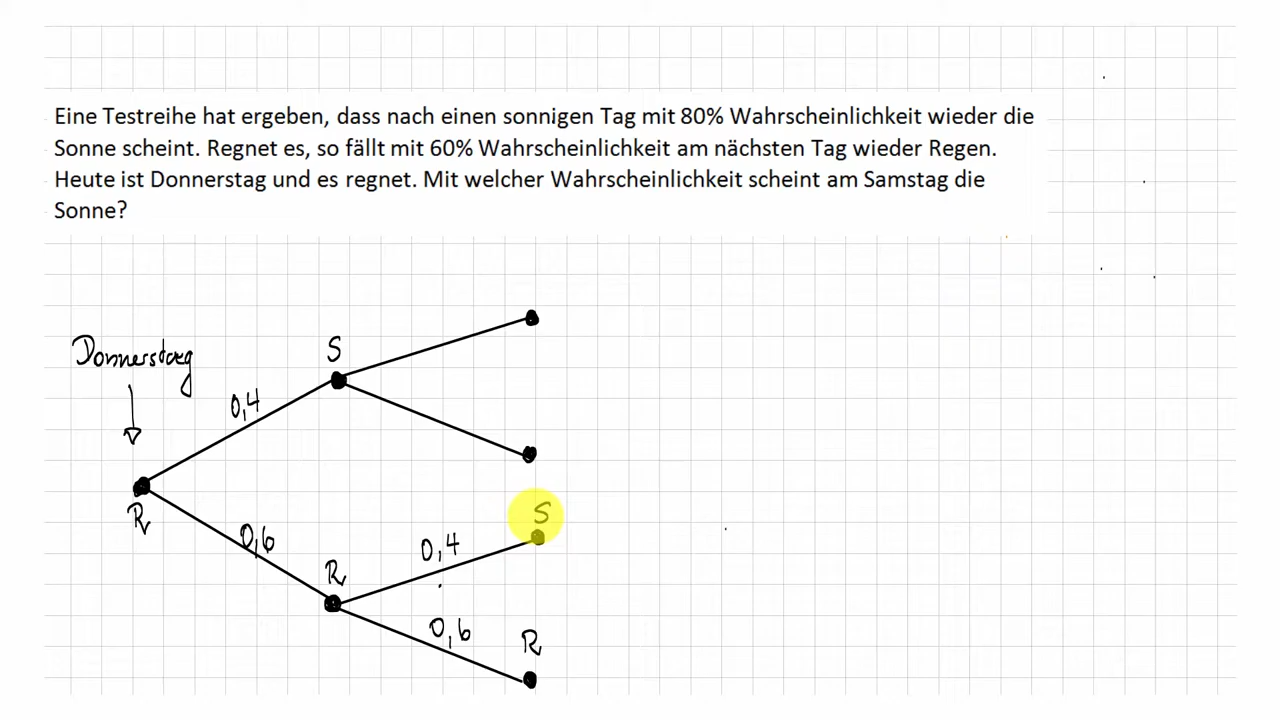 Eine Testreihe hat ergeben, dass nach einen sonnigen Tag mit 80% Wahrscheinlichkeit wieder die
Sonne scheint. Regnet es, so fällt mit 60% Wahrscheinlichkeit am nächsten Tag wieder Regen.
Heute ist Donnerstag und es regnet. Mit welcher Wahrscheinlichkeit scheint am Samstag die
Sonne?
Donnerstag
S
0,4
R
0,6
R
0,4
S
0,6
R